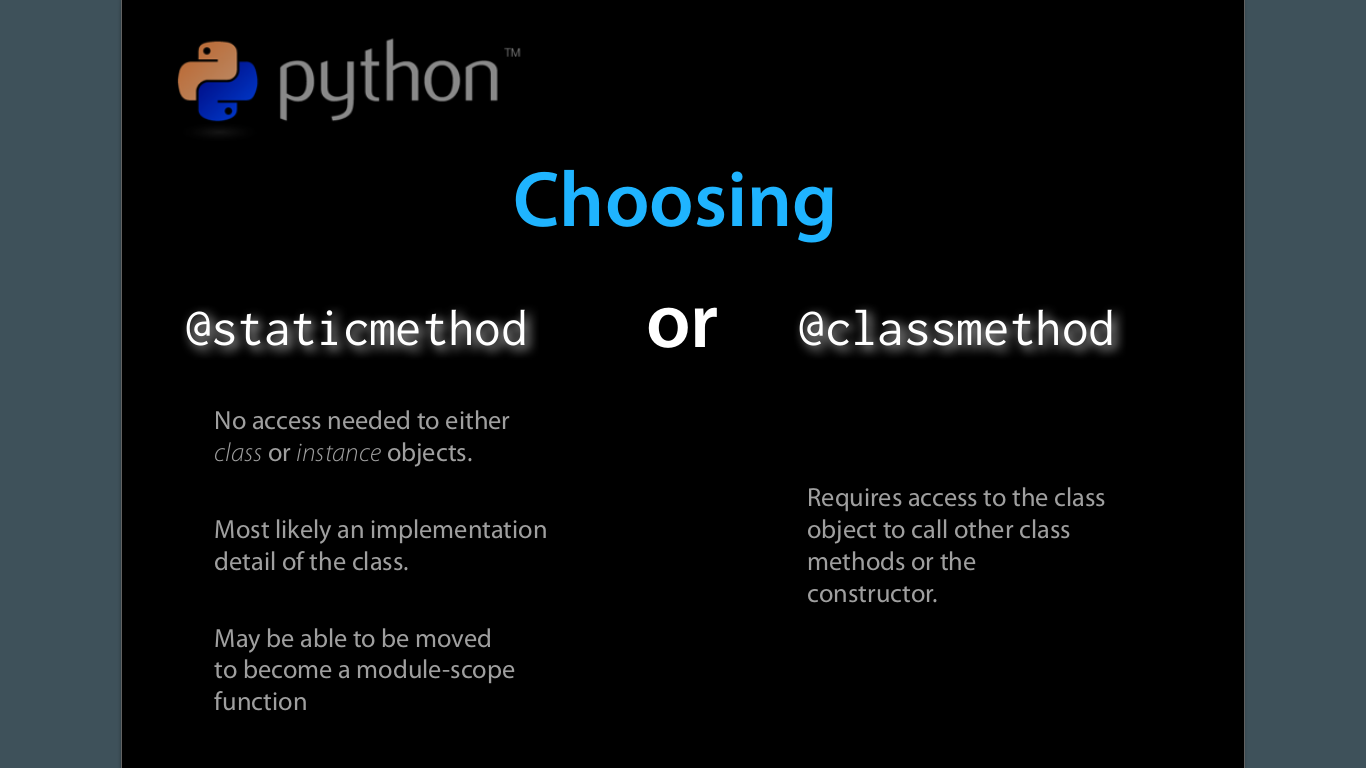 python™
Choosing
@staticmethod or @classmethod
No access needed to either
class or instance objects.
Most likely an implementation
detail of the class.
May be able to be moved
to become a module-scope
function
Requires access to the class
object to call other class
methods or the
constructor.